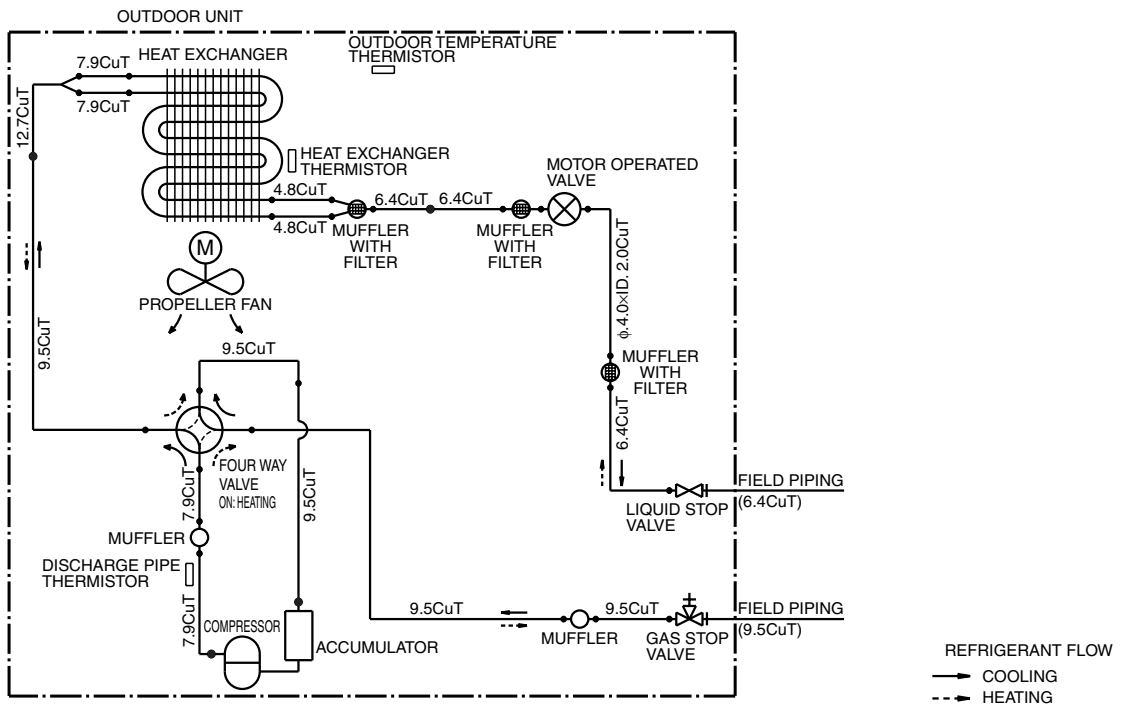 OUTDOOR UNIT
HEAT EXCHANGER
OUTDOOR TEMPERATURE
THERMISTOR
7.9CuT
7.9CuT
12.7CuT
HEAT EXCHANGER
THERMISTOR
MOTOR OPERATED
VALVE
4.8CuT
4.8CuT
6.4CuT
6.4CuT
MUFFLER
WITH
FILTER
MUFFLER
WITH
FILTER
M
PROPELLER FAN
ϕ.4.0×ID. 2.0CuT
9.5CuT
9.5CuT
MUFFLER
WITH
FILTER
6.4CuT
FOUR WAY
VALVE
ON: HEATING
7.9CuT
9.5CuT
FIELD PIPING
(6.4CuT)
LIQUID STOP
VALVE
MUFFLER
DISCHARGE PIPE
THERMISTOR
7.9CuT
COMPRESSOR
ACCUMULATOR
9.5CuT
MUFFLER
9.5CuT
GAS STOP
VALVE
FIELD PIPING
(9.5CuT)
REFRIGERANT FLOW
COOLING
HEATING